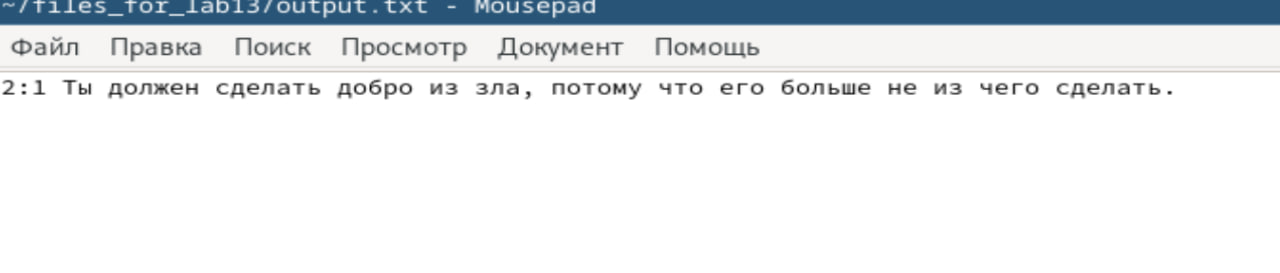 ~/files_for_lab13/output.txt - Mousepad
Файл Правка Поиск Просмотр Документ Помощь
2:1 Ты должен сделать добро из зла, потому что его больше не из чего сделать.